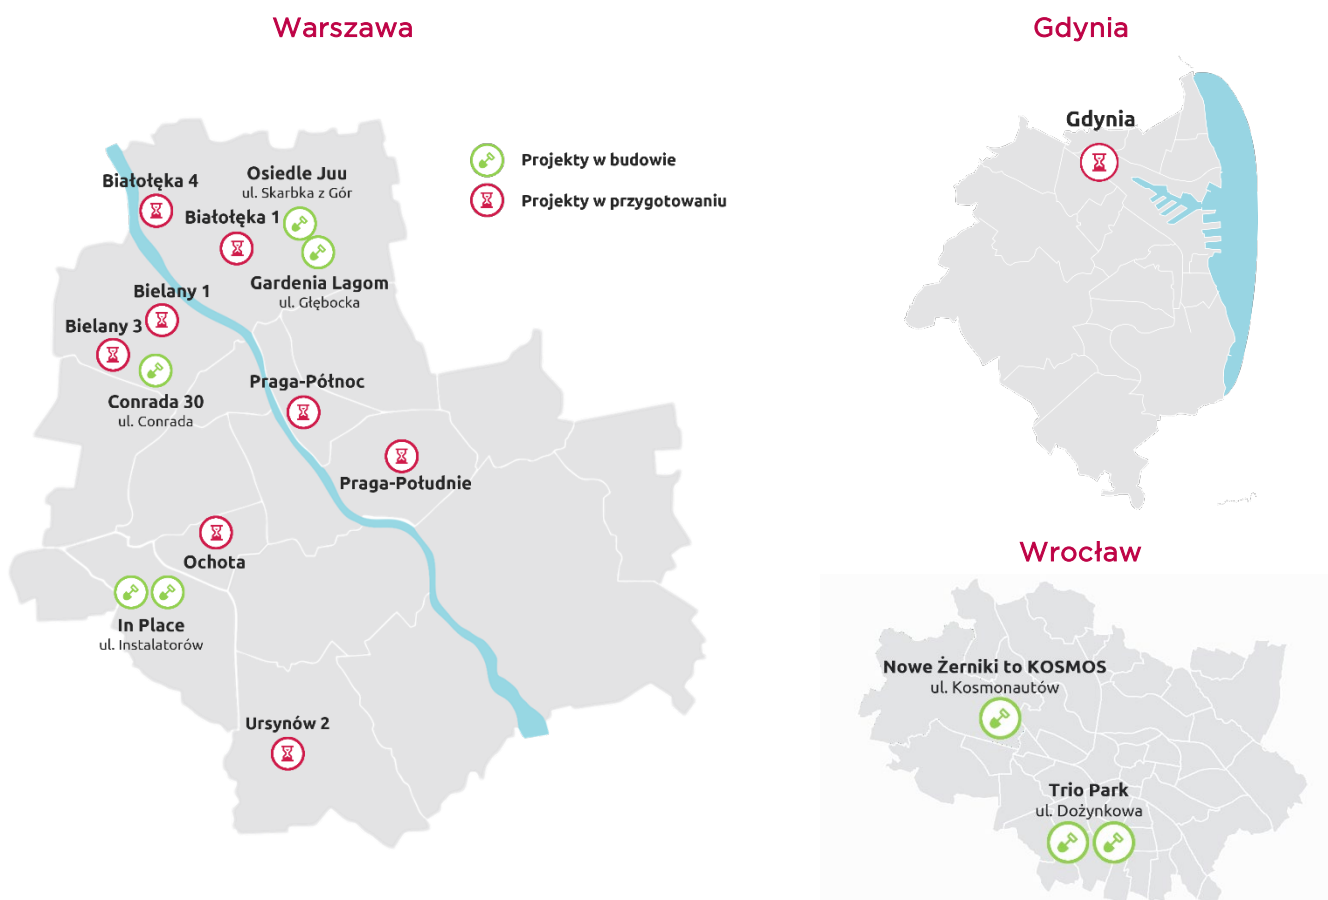 Warszawa
Białołęka 4
Osiedle Juu
ul. Skarbka z Gór
Białołęka 1
Gardenia Lagom
ul. Głębocka
Bielany 1
Bielany 3
Conrada 30
ul. Conrada
Praga-Północ
Praga-Południe
Ochota
In Place
ul. Instalatorów
Ursynów 2
Projekty w budowie
Projekty w przygotowaniu
Gdynia
Gdynia
Wrocław
Nowe Żerniki to KOSMOS
ul. Kosmonautów
Trio Park
ul. Dożynkowa